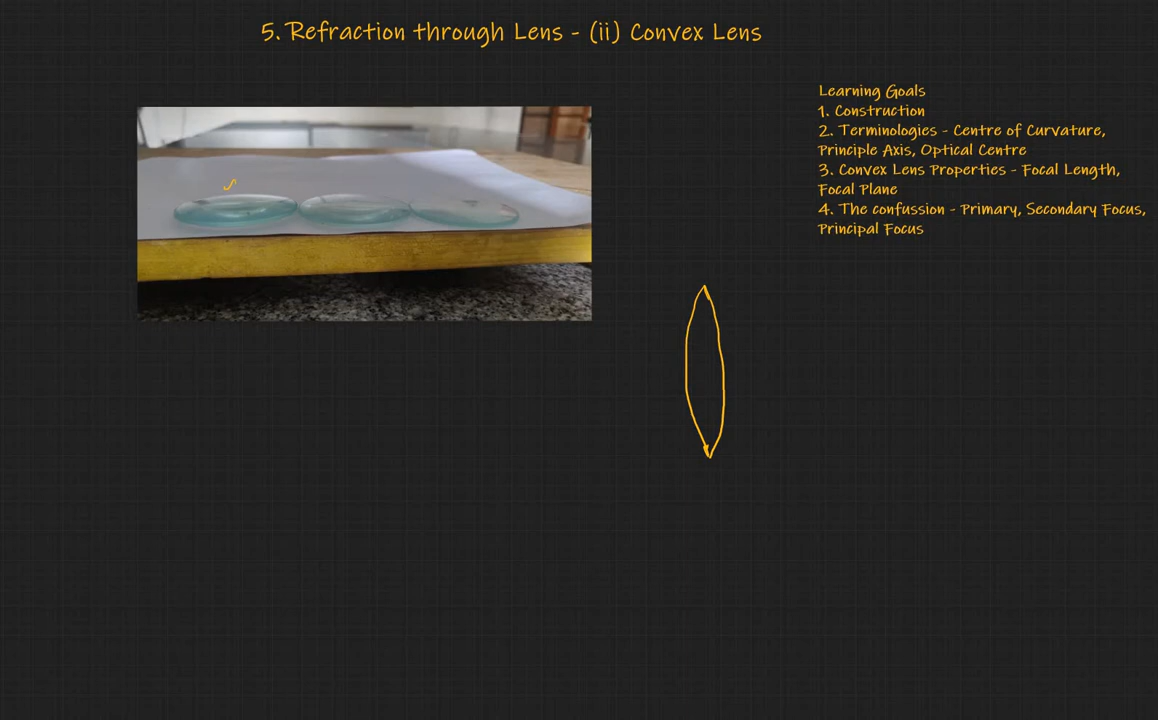 5. Refraction through Lens - (ii) Convex Lens
Learning Goals
1. Construction
2. Terminologies - Centre of Curvature,
Principle Axis, Optical Centre
3. Convex Lens Properties - Focal Length,
Focal Plane
4. The confussion - Primary, Secondary Focus,
Principal Focus